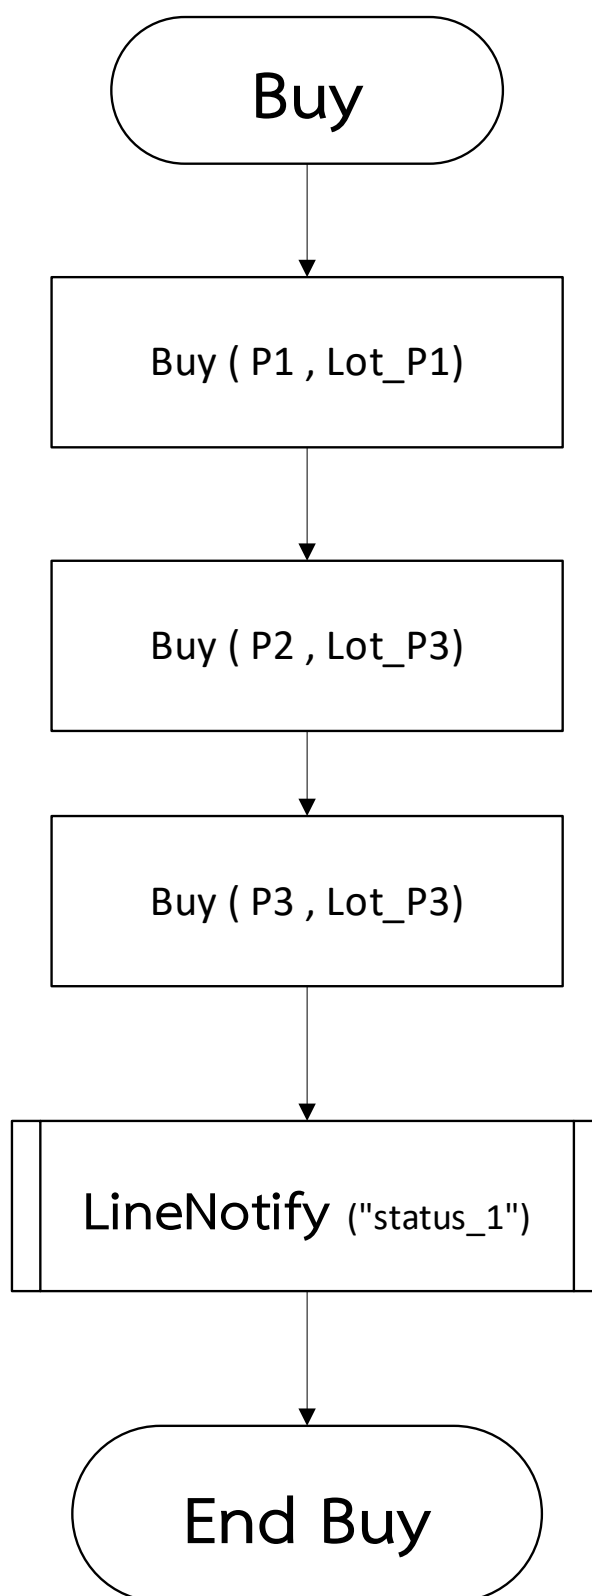 Buy
Buy ( P1 , Lot_P1)
Buy ( P2 , Lot_P3)
Buy ( P3 , Lot_P3)
LineNotify ("status_1")
End Buy